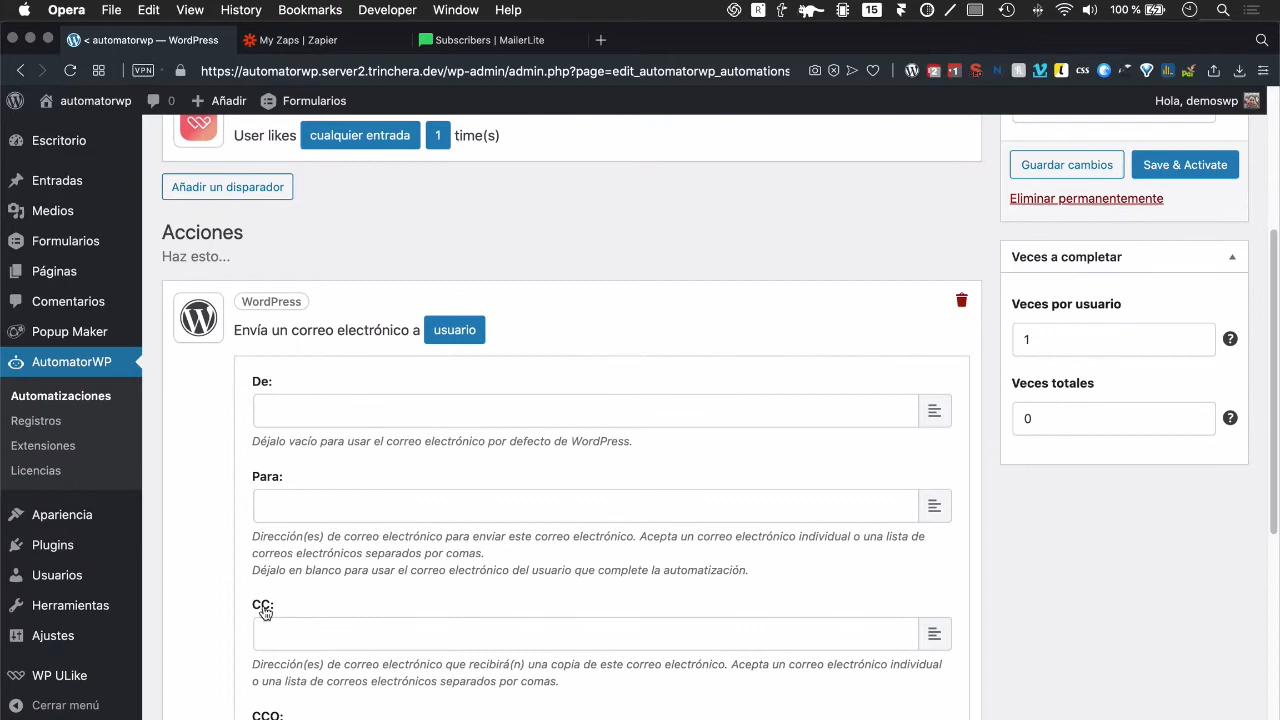 Opera File Edit View History Bookmarks Developer Window Help 15 100 %
< automatorwp — WordPress
My Zaps | Zapier
Subscribers | MailerLite
VPN https://automatorwp.server2.trinchera.dev/wp-admin/admin.php?page=edit_automatorwp_automations
automatorwp 0 Añadir Formularios Hola, demoswp
Escritorio
Entradas
Medios
Formularios
Páginas
Comentarios
Popup Maker
AutomatorWP
Automatizaciones
Registros
Extensiones
Licencias
Apariencia
Plugins
Usuarios
Herramientas
Ajustes
WP ULike
Cerrar menú
User likes cualquier entrada 1 time(s)
Añadir un disparador
Acciones
Haz esto...
WordPress
Envía un correo electrónico a usuario
De:
Déjalo vacío para usar el correo electrónico por defecto de WordPress.
Para:
Dirección(es) de correo electrónico para enviar este correo electrónico. Acepta un correo electrónico individual o una lista de
correos electrónicos separados por comas.
Déjalo en blanco para usar el correo electrónico del usuario que complete la automatización.
CC:
Dirección(es) de correo electrónico que recibirá(n) una copia de este correo electrónico. Acepta un correo electrónico individual
o una lista de correos electrónicos separados por comas.
CCO:
Guardar cambios Save & Activate
Eliminar permanentemente
Veces a completar
Veces por usuario
1
Veces totales
0